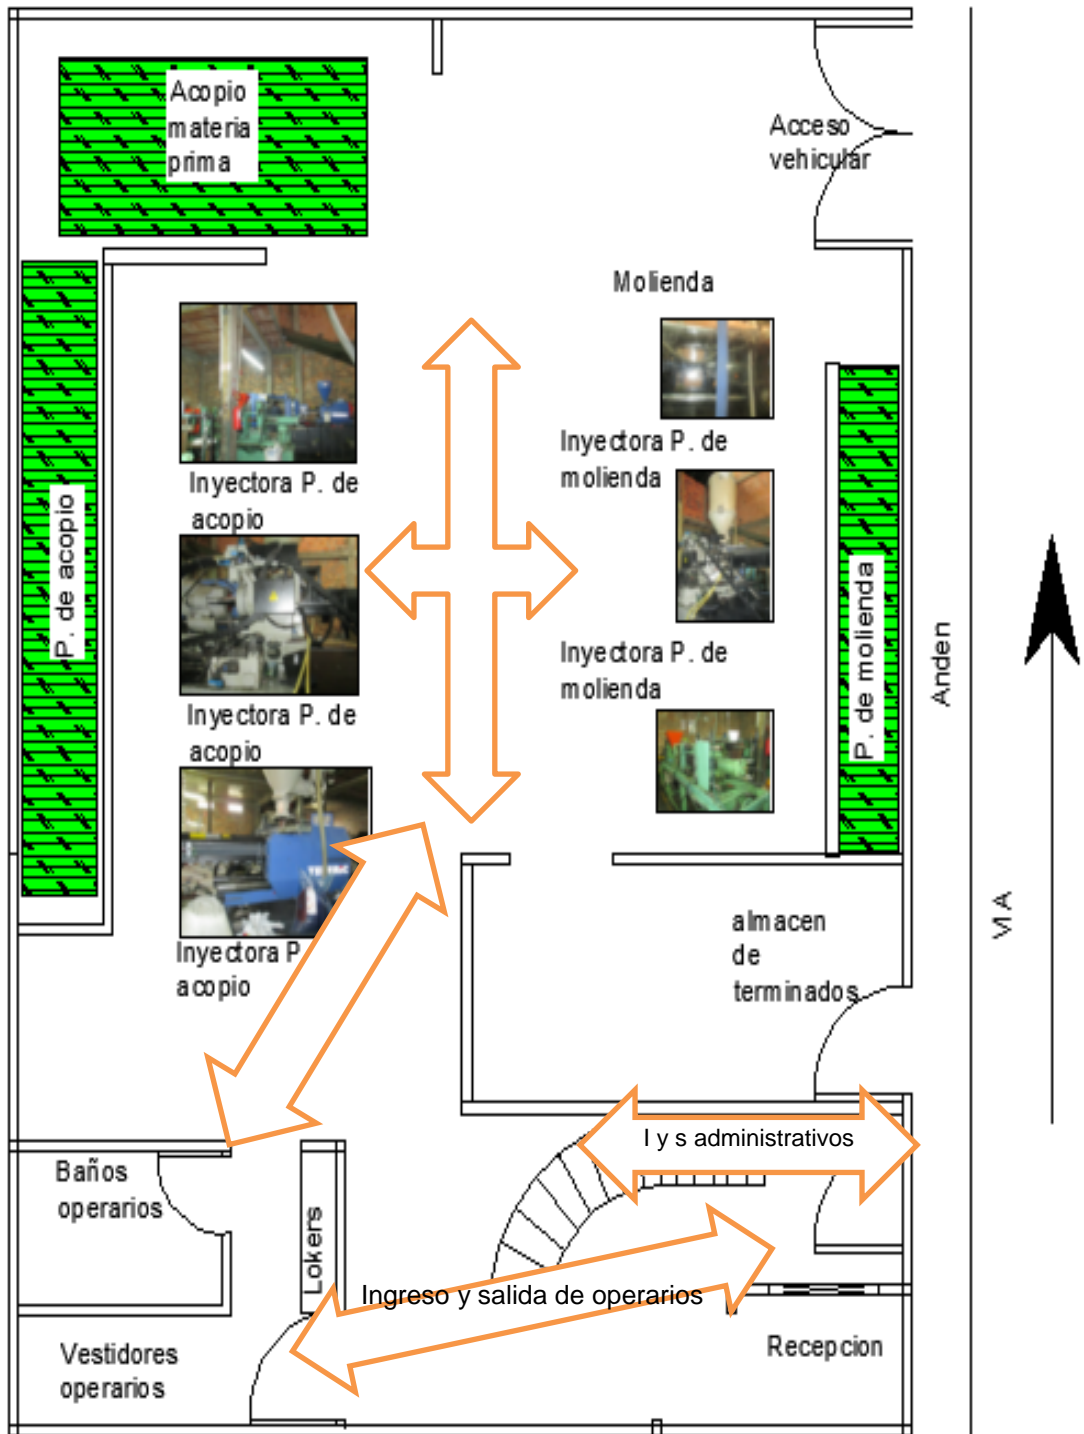 Acopio
materia
prima
Acceso
vehicular
Molienda
Inyectora P. de
molienda
Inyectora P. de
acopio
P. de acopio
Inyectora P. de
molienda
P. de molienda
Anden
Inyectora P. de
acopio
VIA
almacen
de
terminados
Inyectora P
acopio
I y s administrativos
Baños
operarios
Lokers
Ingreso y salida de operarios
Vestidores
operarios
Recepcion